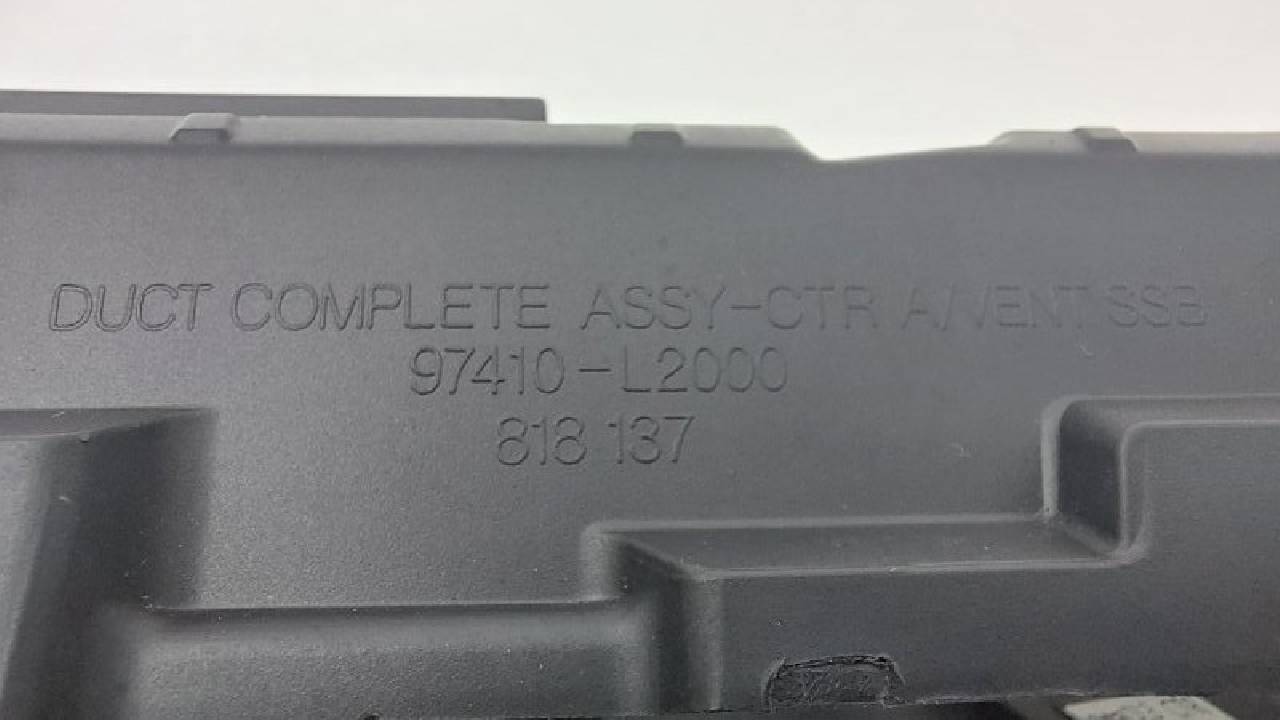 DUCT COMPLETE ASSY-CTR A/VENT SSB
97410-L2000
818 137